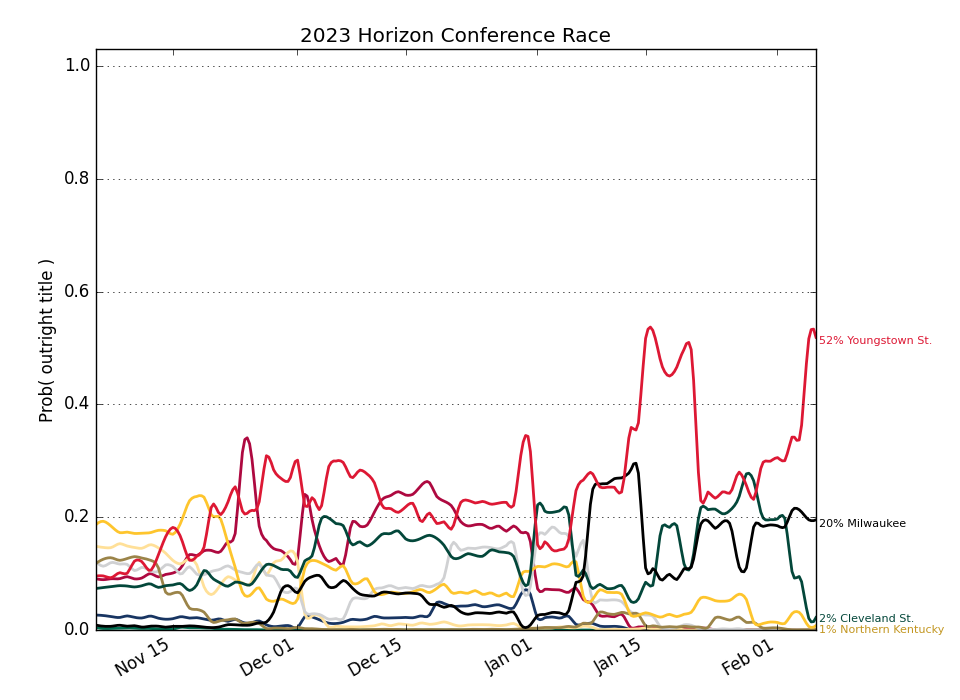 2023 Horizon Conference Race
Prob( outright title )
1.0
0.8
0.6
0.4
0.2
0.0
Nov 15
Dec 01
Dec 15
Jan 01
Jan 15
Feb 01
52% Youngstown St.
20% Milwaukee
2% Cleveland St.
1% Northern Kentucky